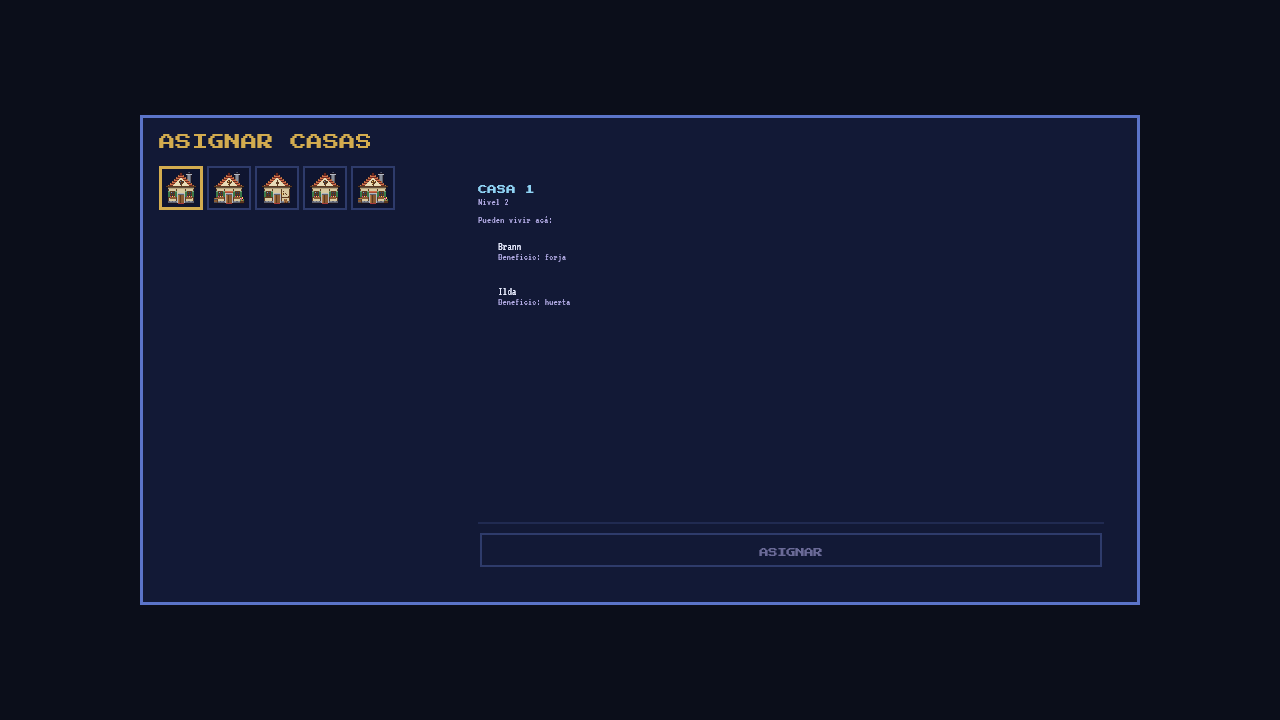 ASIGNAR CASAS
CASA 1
Nivel 2
Pueden vivir acá:
Brann
Beneficio: forja
Ilda
Beneficio: huerta
ASIGNAR